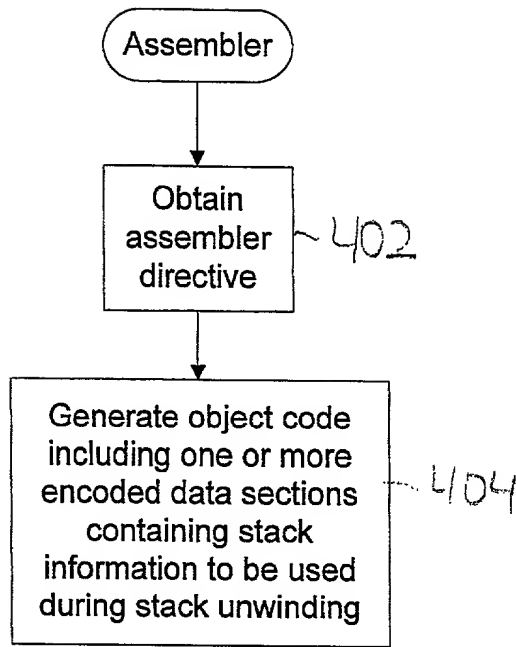 Assembler
Obtain
assembler
directive
402
Generate object code
including one or more
encoded data sections
containing stack
information to be used
during stack unwinding
404